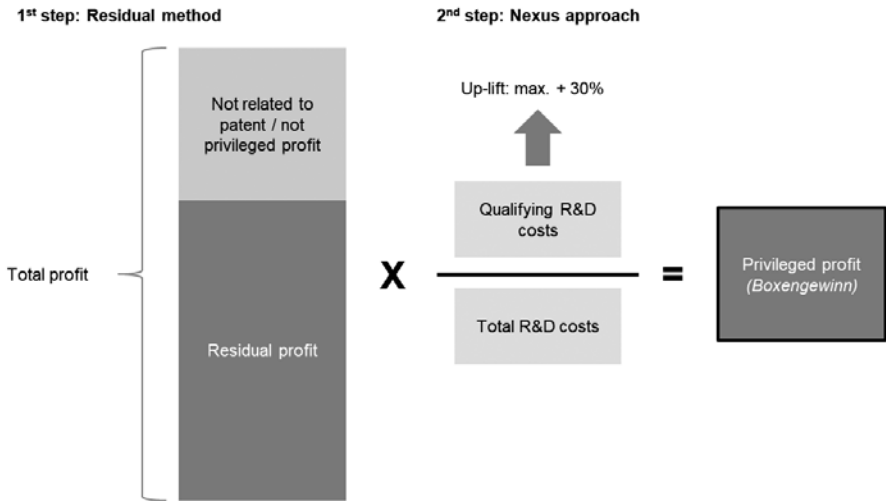 1st step: Residual method
2nd step: Nexus approach
Not related to
patent / not
privileged profit
Up-lift: max. + 30%
Qualifying R&D
costs
Total profit
X
=
Privileged profit
(Boxengewinn)
Total R&D costs
Residual profit